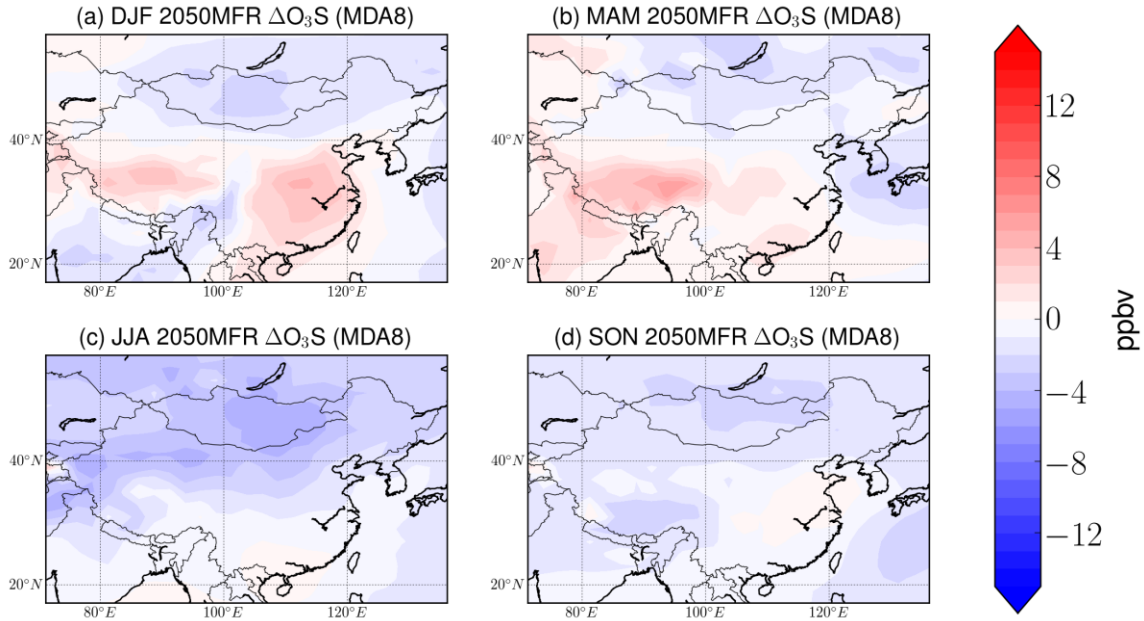 (a) DJF 2050MFR ΔO₃S (MDA8)
(b) MAM 2050MFR ΔO₃S (MDA8)
40°N
20°N
80°E 100°E 120°E
40°N
20°N
80°E 100°E 120°E
(c) JJA 2050MFR ΔO₃S (MDA8)
(d) SON 2050MFR ΔO₃S (MDA8)
40°N
20°N
80°E 100°E 120°E
40°N
20°N
80°E 100°E 120°E
12
8
4
0
−4
−8
−12
ppbv